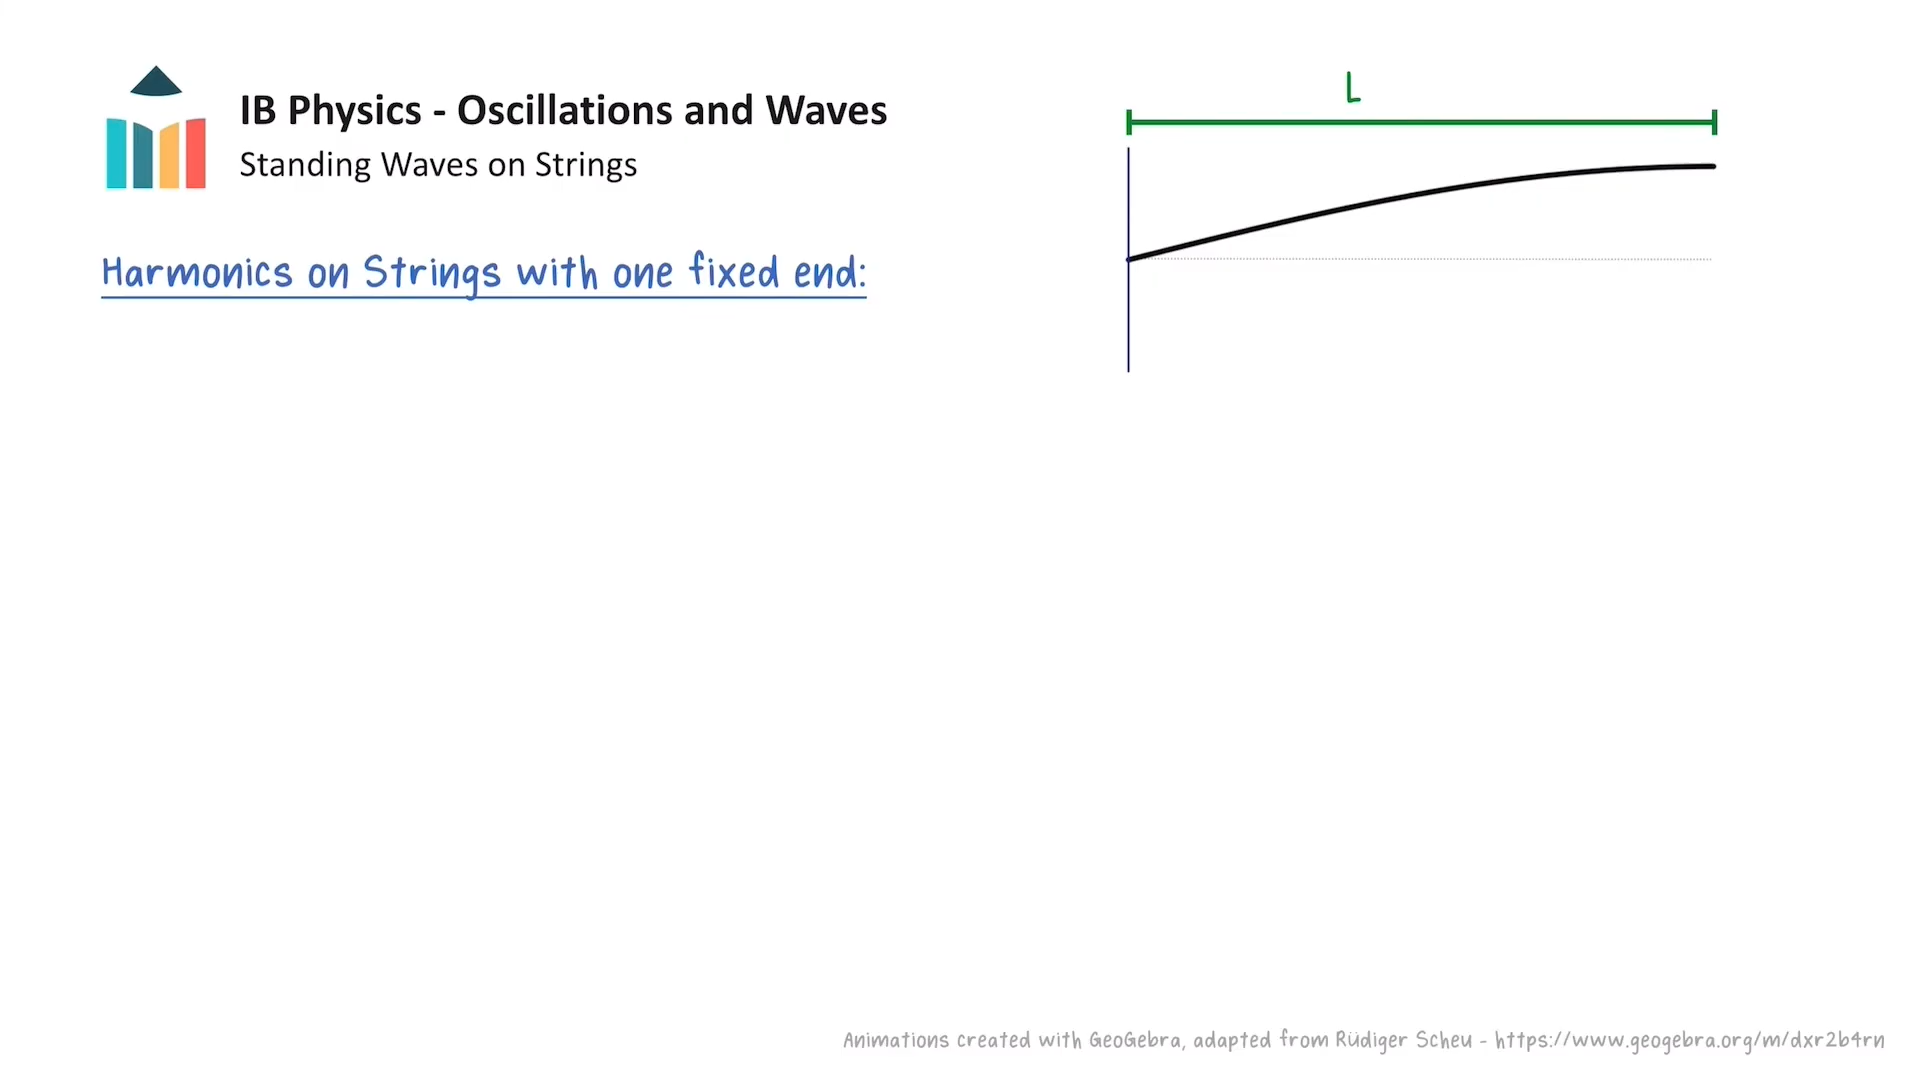 IB Physics - Oscillations and Waves
Standing Waves on Strings
L
Harmonics on Strings with one fixed end:
Animations created with GeoGebra, adapted from Rüdiger Scheu - https://www.geogebra.org/m/dxr2b4rn